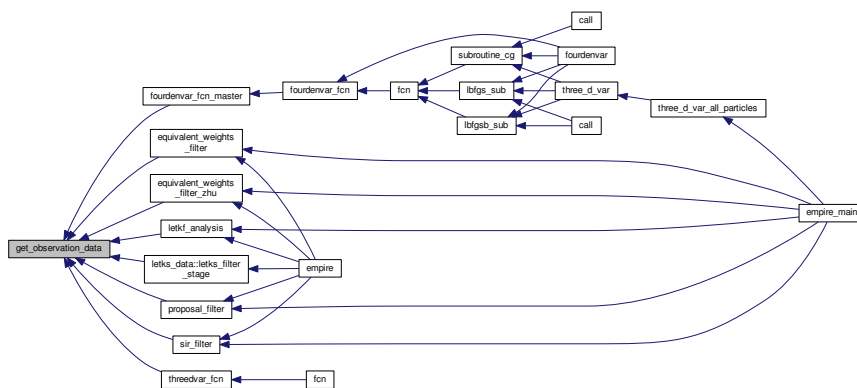 call
subroutine_cg
fourdenvar
fourdenvar_fcn
fourdenvar_fcn_master
fcn
lbfgs_sub
three_d_var
three_d_var_all_particles
lbfgsb_sub
call
equivalent_weights
_filter
equivalent_weights
_filter_zhu
empire_main
letkf_analysis
get_observation_data
letks_data::letks_filter
_stage
empire
proposal_filter
sir_filter
threedvar_fcn
fcn